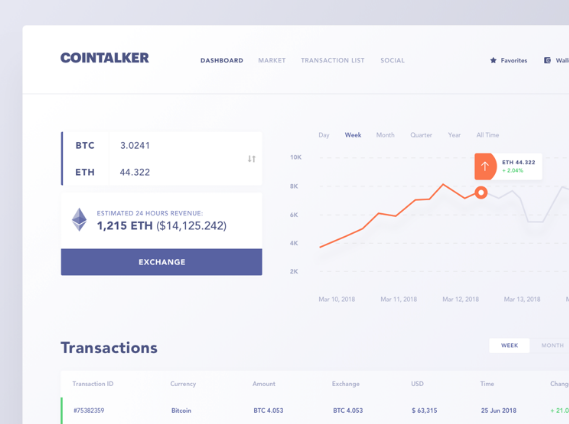 COINTALKER
DASHBOARD MARKET TRANSACTION LIST SOCIAL
Favorites
BTC 3.0241
ETH 44.322
ESTIMATED 24 HOURS REVENUE:
1,215 ETH ($14,125.242)
EXCHANGE
Day Week Month Quarter Year All Time
10K
8K
6K
4K
2K
ETH 44.322
+ 2.04%
Mar 10, 2018 Mar 11, 2018 Mar 12, 2018 Mar 13, 2018
Transactions
WEEK MONTH
Transaction ID Currency Amount Exchange USD Time
#75382359 Bitcoin BTC 4.053 BTC 4.053 $ 63,315 25 Jun 2018